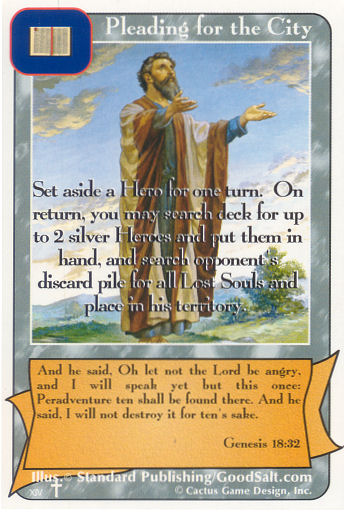 Pleading for the City
Set aside a Hero for one turn. On
return, you may search deck for up
to 2 silver Heroes and put them in
hand, and search opponent's
discard pile for all Lost Souls and
place in his territory.
And he said, Oh let not the Lord be angry,
and I will speak yet but this once:
Peradventure ten shall be found there. And he
said, I will not destroy it for ten's sake.
Genesis 18:32
Illus. © Standard Publishing/GoodSalt.com
XIV © Cactus Game Design, Inc.